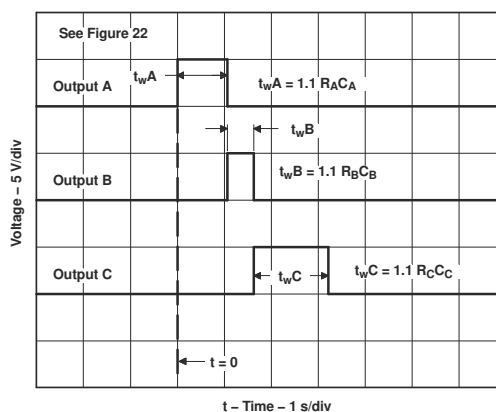 See Figure 22
twA
Output A
twA = 1.1 RACA
twB
Output B
twB = 1.1 RBCB
Output C
twC
twC = 1.1 RCCC
t = 0
Voltage – 5 V/div
t – Time – 1 s/div